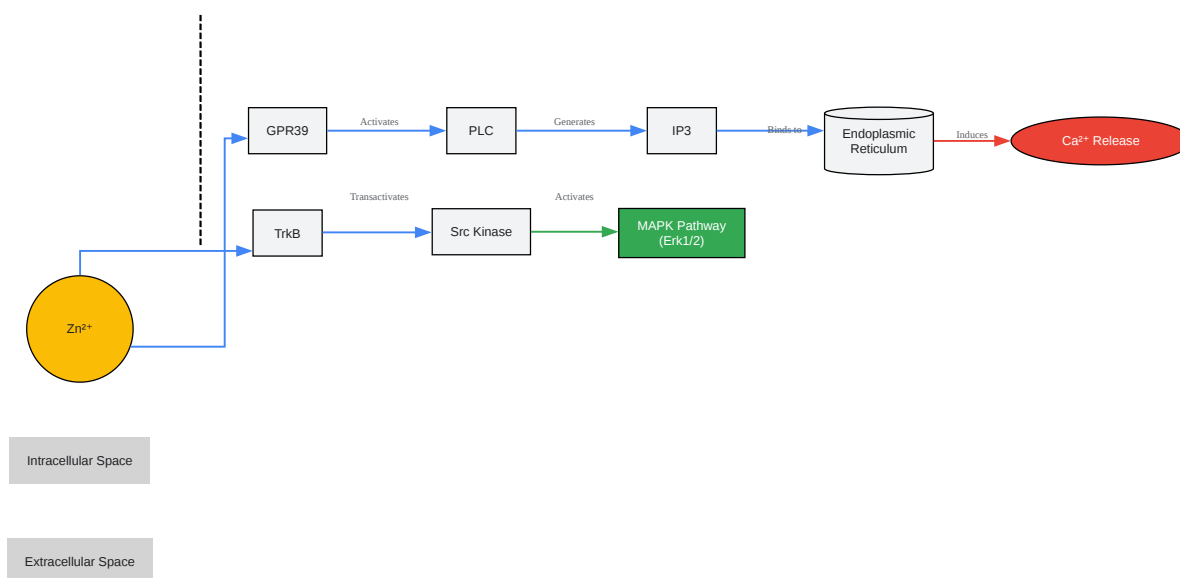 GPR39
Activates
PLC
Generates
IP3
Binds to
Endoplasmic
Reticulum
Induces
Ca²⁺ Release
TrkB
Transactivates
Src Kinase
Activates
MAPK Pathway
(Erk1/2)
Zn²⁺
Intracellular Space
Extracellular Space